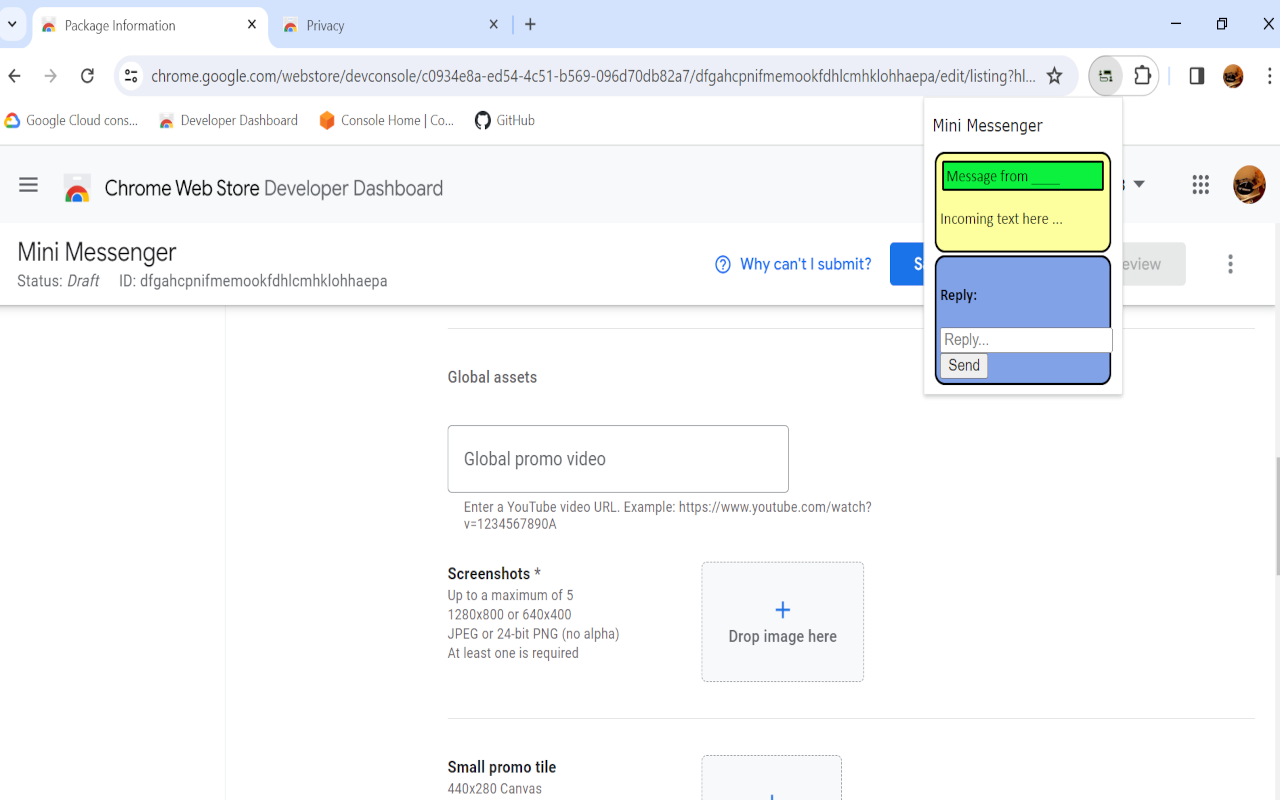 Package Information
Privacy
chrome.google.com/webstore/devconsole/c0934e8a-ed54-4c51-b569-096d70db82a7/dfgahcpnifmemookfdhlcmhklohhaepa/edit/listing?hl...
Google Cloud cons...
Developer Dashboard
Console Home | Co...
GitHub
Mini Messenger
Message from ____
Incoming text here ...
Reply:
Reply...
Send
Chrome Web Store Developer Dashboard
Mini Messenger
Status: Draft ID: dfgahcpnifmemookfdhlcmhklohhaepa
Why can't I submit?
S
eview
Global assets
Global promo video
Enter a YouTube video URL. Example: https://www.youtube.com/watch?
v=1234567890A
Screenshots *
Up to a maximum of 5
1280x800 or 640x400
JPEG or 24-bit PNG (no alpha)
At least one is required
Drop image here
Small promo tile
440x280 Canvas